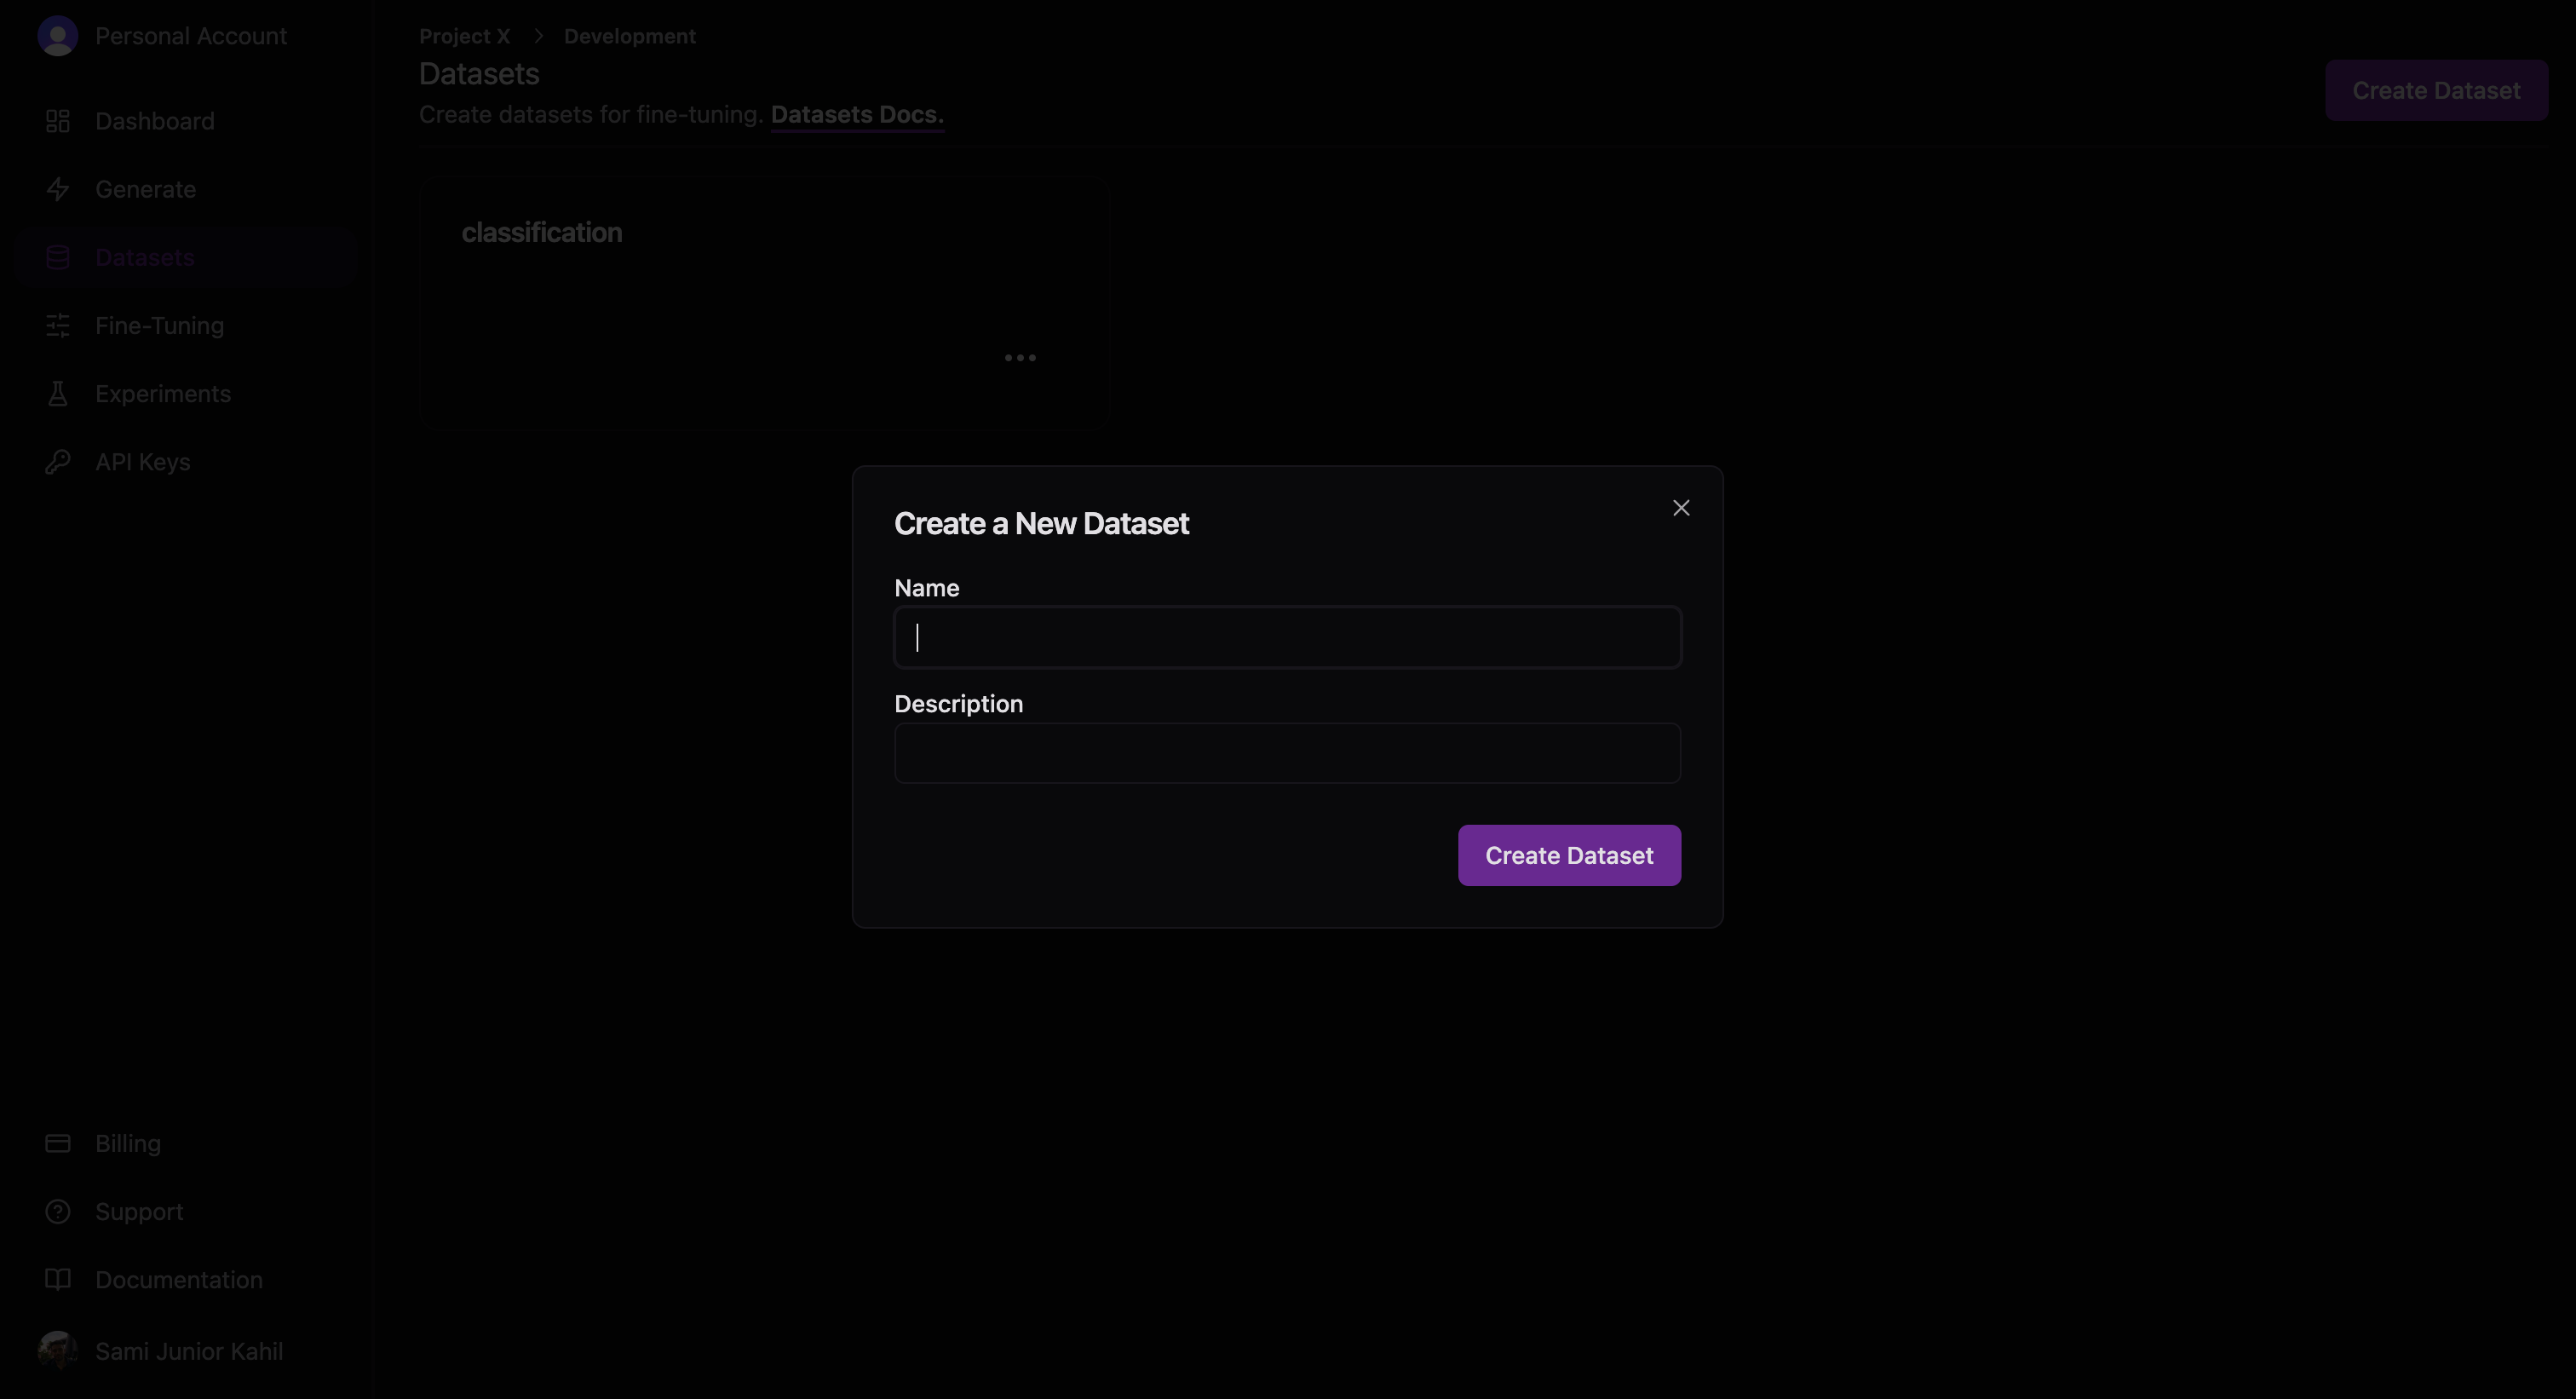 Personal Account
Dashboard
Generate
Datasets
Fine-Tuning
Experiments
API Keys
Billing
Support
Documentation
Sami Junior Kahil
Project X > Development
Datasets
Create datasets for fine-tuning. Datasets Docs.
Create Dataset
classification
Create a New Dataset
Name
Description
Create Dataset